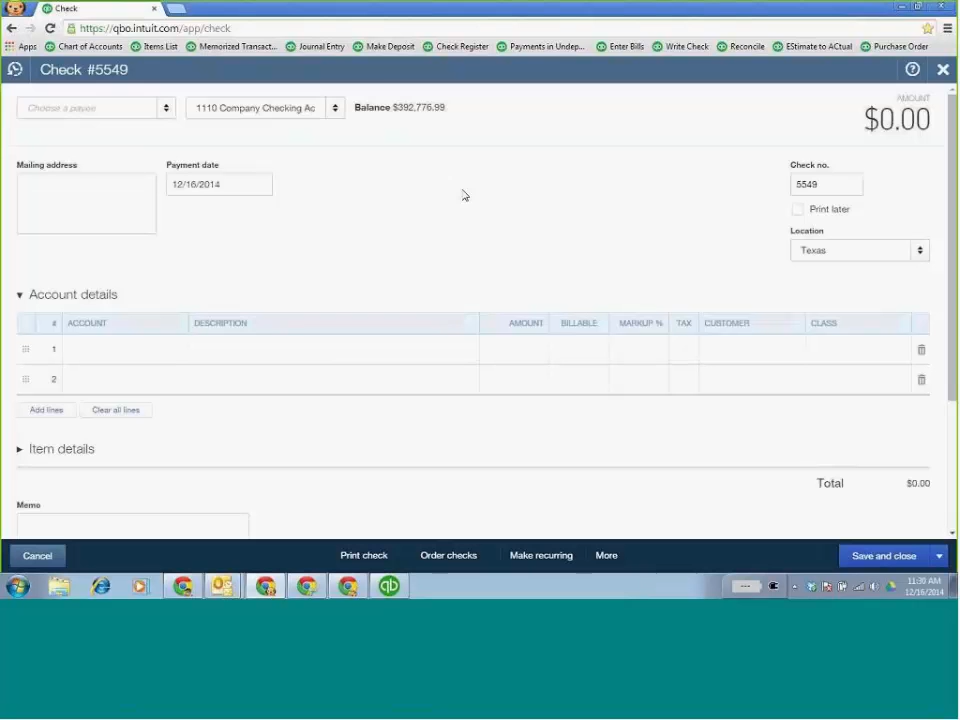 Check
https://qbo.intuit.com/app/check
Apps Chart of Accounts Items List Memorized Transact... Journal Entry Make Deposit Check Register Payments in Undep... Enter Bills Write Check Reconcile EStimate to ACtual Purchase Order
Check #5549
Choose a payee 1110 Company Checking Ac Balance $392,776.99 AMOUNT
$0.00
Mailing address Payment date Check no.
12/16/2014 5549
Print later
Location
Texas
Account details
# ACCOUNT DESCRIPTION AMOUNT BILLABLE MARKUP % TAX CUSTOMER CLASS
1
2
Add lines Clear all lines
Item details
Total $0.00
Memo
Cancel Print check Order checks Make recurring More Save and close
qb 11:30 AM
12/16/2014